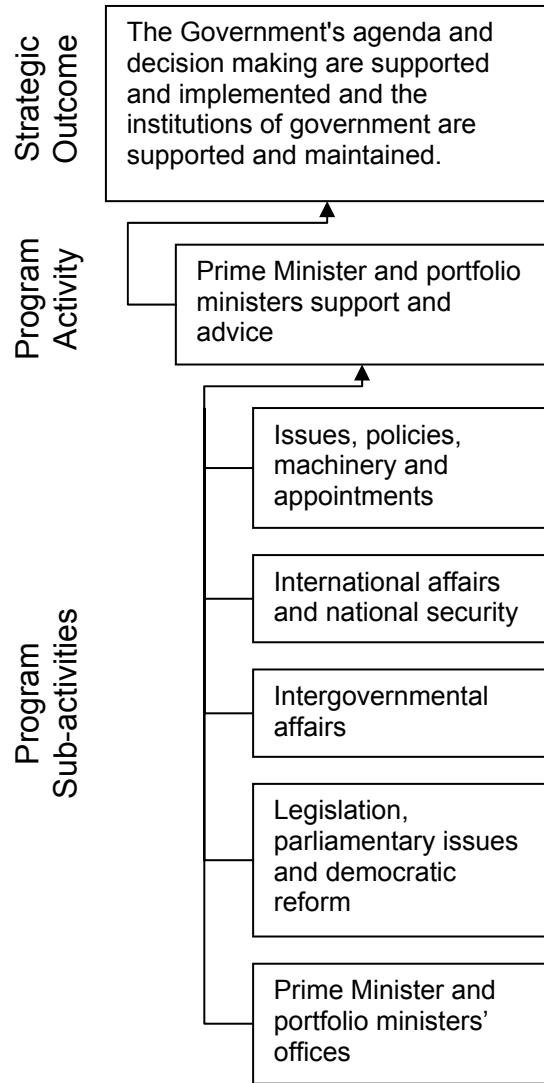 Strategic
Outcome
The Government's agenda and
decision making are supported
and implemented and the
institutions of government are
supported and maintained.
Program
Activity
Prime Minister and portfolio
ministers support and
advice
Program
Sub-activities
Issues, policies,
machinery and
appointments
International affairs
and national security
Intergovernmental
affairs
Legislation,
parliamentary issues
and democratic
reform
Prime Minister and
portfolio ministers’
offices